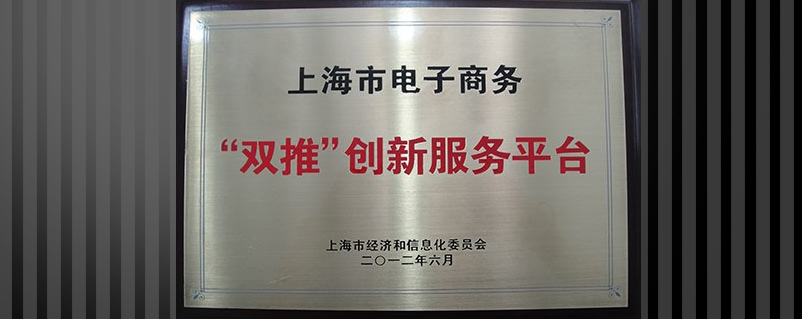 上海市电子商务
“双推”创新服务平台
上海市经济和信息化委员会
二〇一二年六月